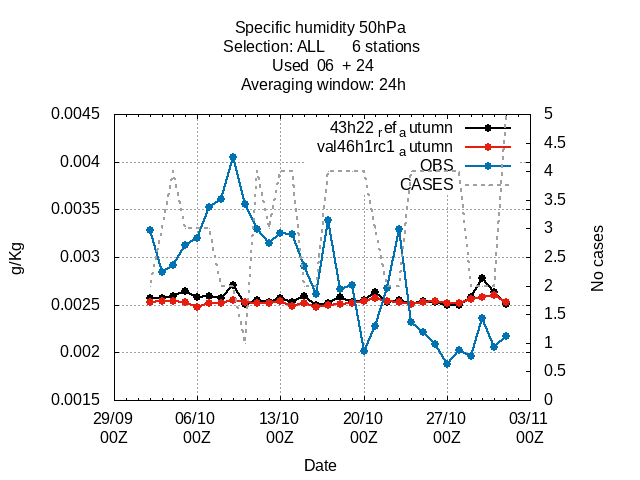 Specific humidity 50hPa
Selection: ALL 6 stations
Used 06 + 24
Averaging window: 24h
0.0045
0.004
0.0035
0.003
0.0025
0.002
0.0015
g/Kg
43h22 ref a utumn
val46h1rc1 a utumn
OBS
CASES
5
4.5
4
3.5
3
2.5
2
1.5
1
0.5
0
No cases
29/09 06/10 13/10 20/10 27/10 03/11
00Z 00Z 00Z 00Z 00Z 00Z
Date